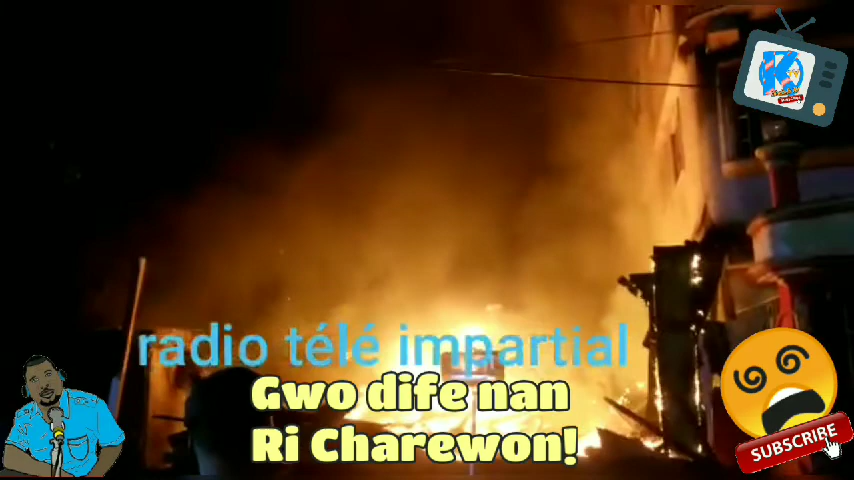 K
radio télé impartial
Gwo dife nan
Ri Charewon!
SUBSCRIBE